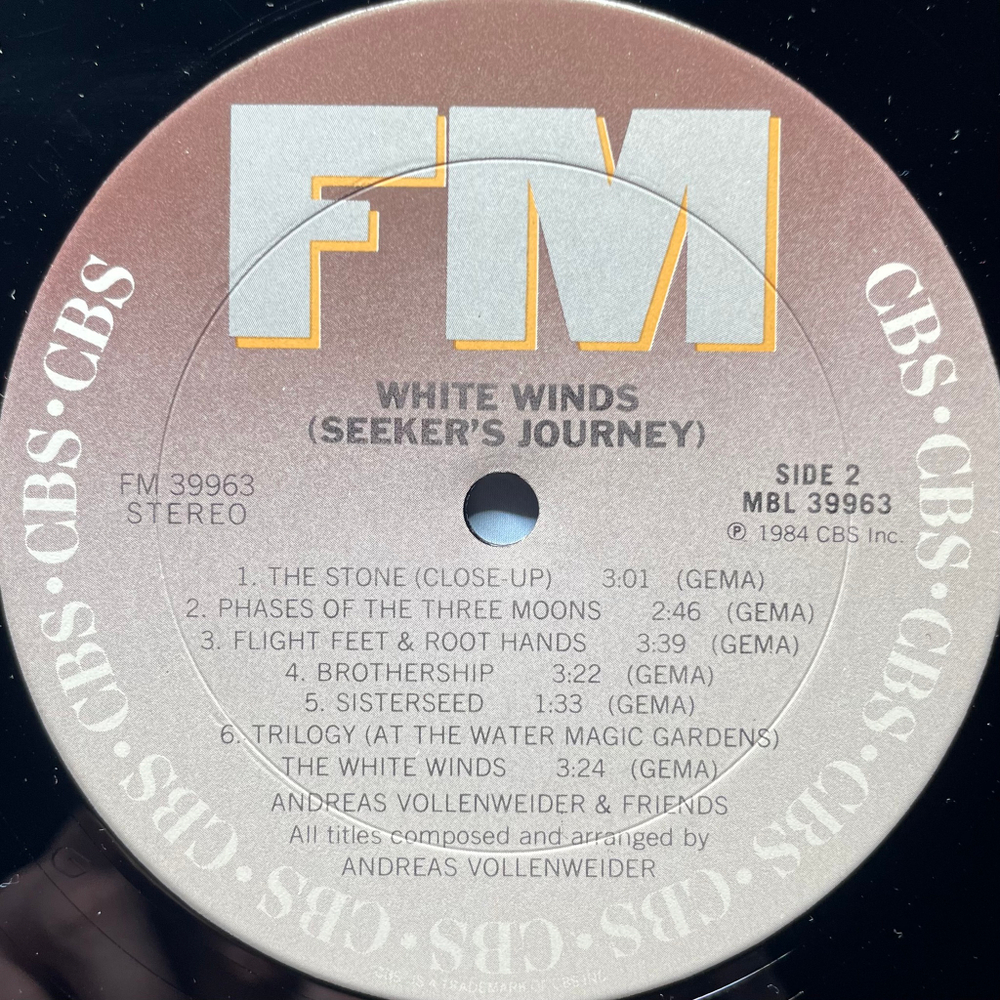 FM
WHITE WINDS
(SEEKER'S JOURNEY)
FM 39963
STEREO
SIDE 2
MBL 39963
℗ 1984 CBS Inc.
1. THE STONE (CLOSE-UP) 3:01 (GEMA)
2. PHASES OF THE THREE MOONS 2:46 (GEMA)
3. FLIGHT FEET & ROOT HANDS 3:39 (GEMA)
4. BROTHERSHIP 3:22 (GEMA)
5. SISTERSEED 1:33 (GEMA)
6. TRILOGY (AT THE WATER MAGIC GARDENS)
THE WHITE WINDS 3:24 (GEMA)
ANDREAS VOLLENWEIDER & FRIENDS
All titles composed and arranged by
ANDREAS VOLLENWEIDER
CBS • CBS • CBS • CBS • CBS • CBS • CBS • CBS • CBS • CBS • CBS • CBS • CBS
CBS IS A TRADEMARK OF CBS INC.